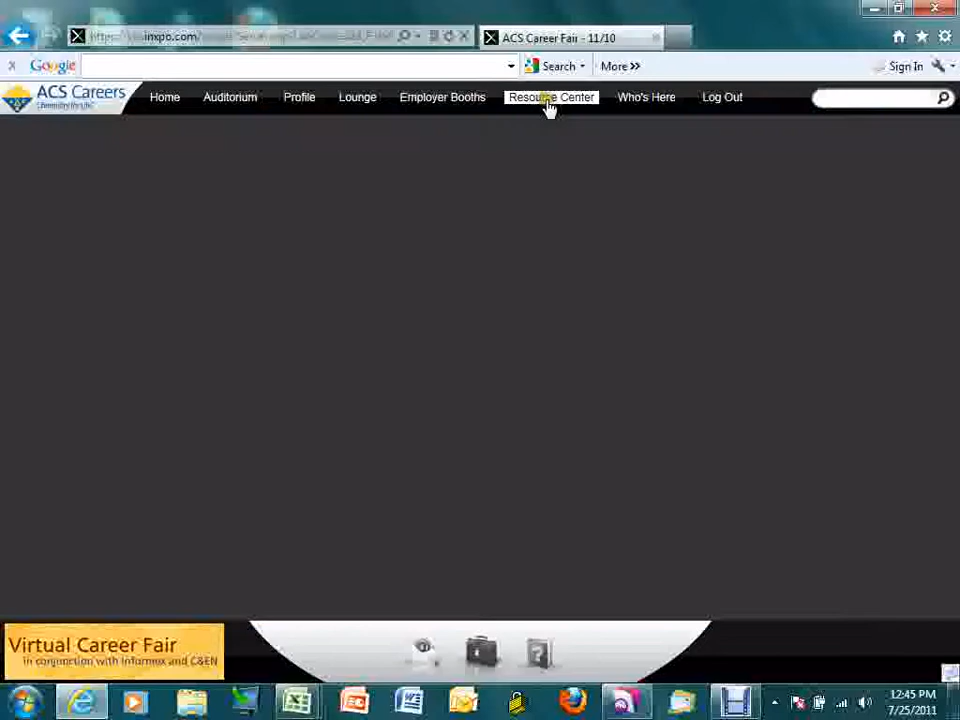 ACS Career Fair - 11/10
x Google Search More >> Sign In
ACS Careers Home Auditorium Profile Lounge Employer Booths Resource Center Who's Here Log Out
Virtual Career Fair
in conjunction with Informex and C&EN
12:45 PM
7/25/2011